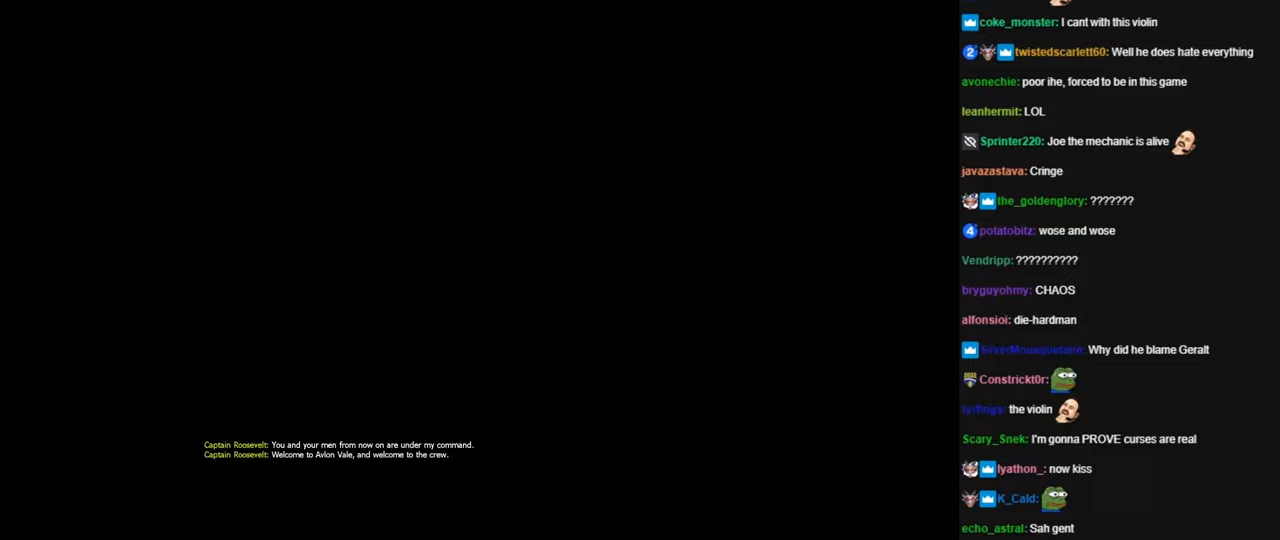 coke_monster: I cant with this violin
2 twistedscarlett60: Well he does hate everything
avonechie: poor ihe, forced to be in this game
leanhermit: LOL
Sprinter220: Joe the mechanic is alive
javazastava: Cringe
the_goldenglory: ???????
4 potatobitz: wose and wose
Vendripp: ??????????
bryguyohmy: CHAOS
alfonsioi: die-hardman
Why did he blame Geralt
Constrickt0r:
the violin
Scary_Snek: I'm gonna PROVE curses are real
lyathon_: now kiss
K_Cald:
echo_astral: Sah gent
Captain Roosevelt: You and your men from now on are under my command.
Captain Roosevelt: Welcome to Avlon Vale, and welcome to the crew.